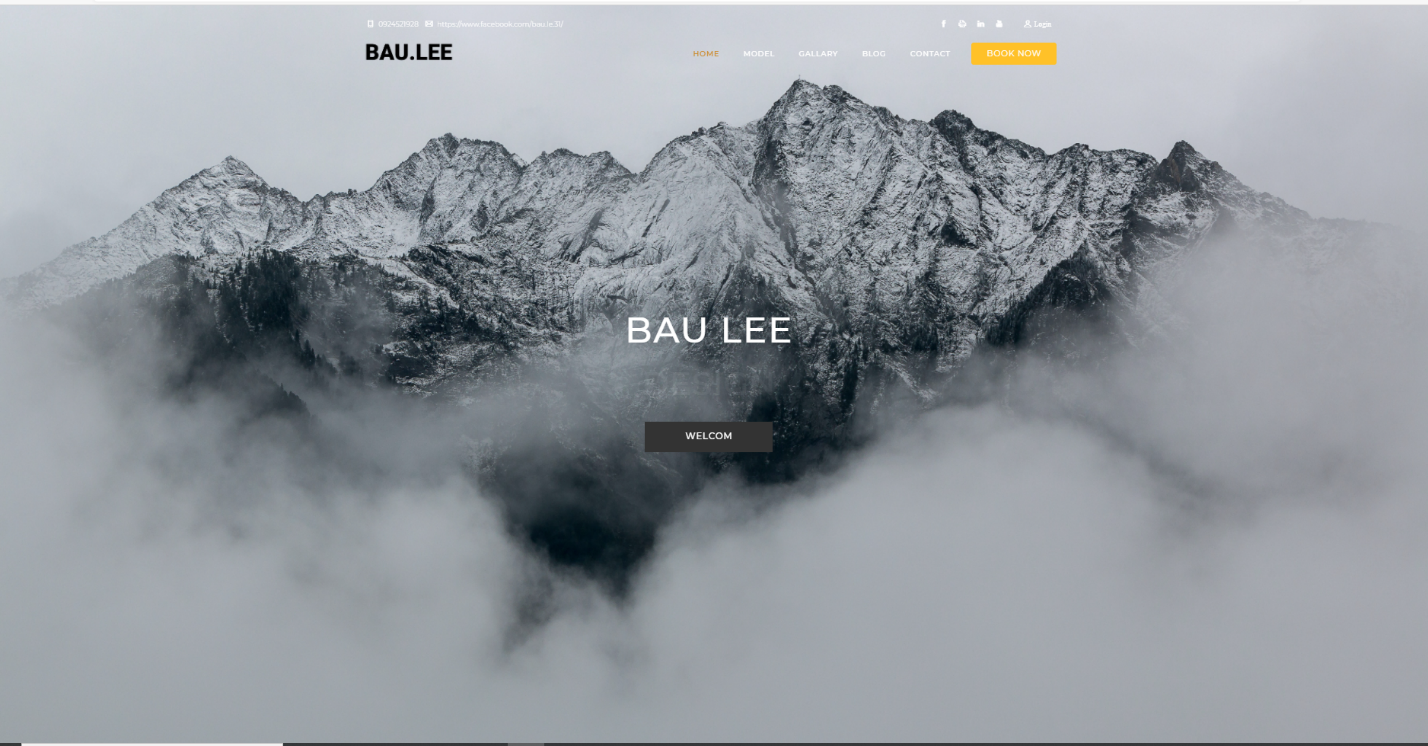 0924521928 https://www.facebook.com/bau.le.31/
Login
BAU.LEE
HOME MODEL GALLARY BLOG CONTACT BOOK NOW
BAU LEE
WELCOM